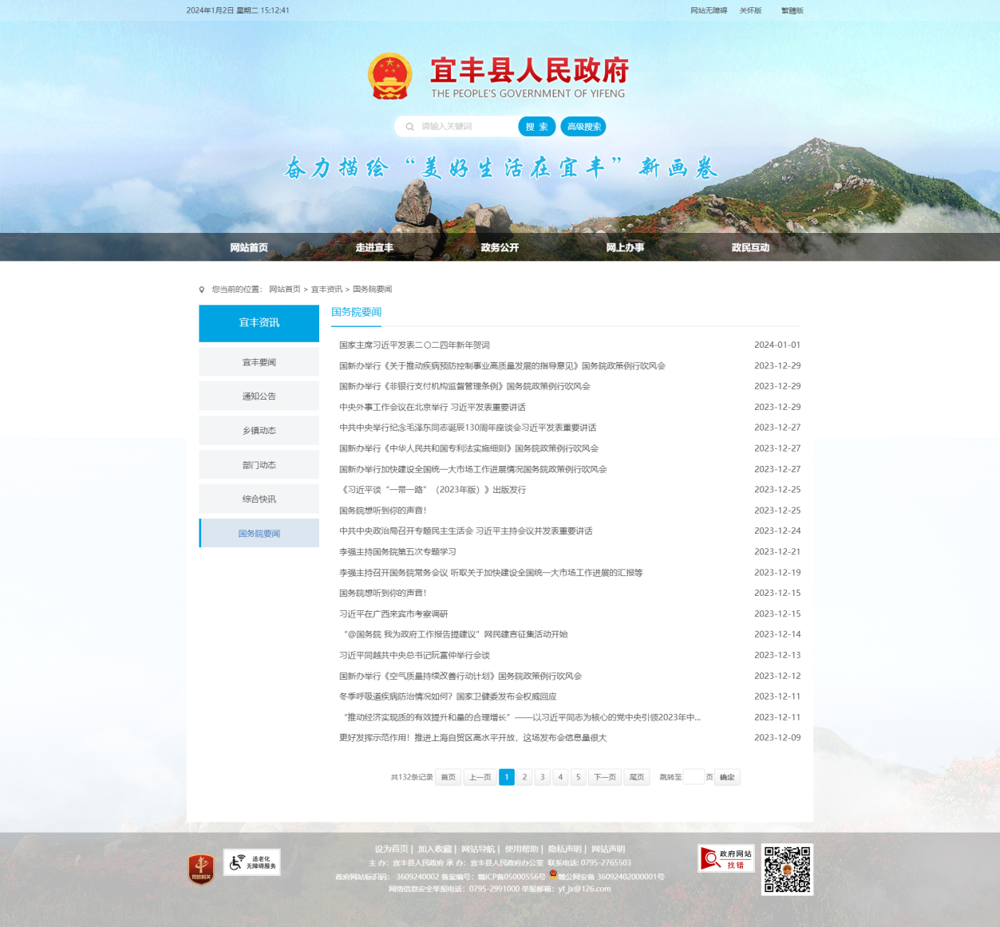 2024年1月2日 星期二 15:12:41
网站无障碍 关怀版 繁體版
宜丰县人民政府
THE PEOPLE'S GOVERNMENT OF YIFENG
请输入关键词 搜 索 高级搜索
奋力描绘“美好生活在宜丰”新画卷
网站首页 走进宜丰 政务公开 网上办事 政民互动
您当前的位置： 网站首页 > 宜丰资讯 > 国务院要闻
宜丰资讯
宜丰要闻
通知公告
乡镇动态
部门动态
综合快讯
国务院要闻
国务院要闻
国家主席习近平发表二〇二四年新年贺词 2024-01-01
国新办举行《关于推动疾病预防控制事业高质量发展的指导意见》国务院政策例行吹风会 2023-12-29
国新办举行《非银行支付机构监督管理条例》国务院政策例行吹风会 2023-12-29
中央外事工作会议在北京举行 习近平发表重要讲话 2023-12-29
中共中央举行纪念毛泽东同志诞辰130周年座谈会习近平发表重要讲话 2023-12-27
国新办举行《中华人民共和国专利法实施细则》国务院政策例行吹风会 2023-12-27
国新办举行加快建设全国统一大市场工作进展情况国务院政策例行吹风会 2023-12-27
《习近平谈“一带一路”（2023年版）》出版发行 2023-12-25
国务院想听到你的声音！ 2023-12-25
中共中央政治局召开专题民主生活会 习近平主持会议并发表重要讲话 2023-12-24
李强主持国务院第五次专题学习 2023-12-21
李强主持召开国务院常务会议 听取关于加快建设全国统一大市场工作进展的汇报等 2023-12-19
国务院想听到你的声音！ 2023-12-15
习近平在广西来宾市考察调研 2023-12-15
“@国务院 我为政府工作报告提建议”网民建言征集活动开始 2023-12-14
习近平同越共中央总书记阮富仲举行会谈 2023-12-13
国新办举行《空气质量持续改善行动计划》国务院政策例行吹风会 2023-12-12
冬季呼吸道疾病防治情况如何？国家卫健委发布会权威回应 2023-12-11
“推动经济实现质的有效提升和量的合理增长”——以习近平同志为核心的党中央引领2023年中... 2023-12-11
更好发挥示范作用！推进上海自贸区高水平开放，这场发布会信息量很大 2023-12-09
共132条记录 首页 上一页 1 2 3 4 5 下一页 尾页 跳转至 页 确定
设为首页 | 加入收藏 | 网站导航 | 使用帮助 | 隐私声明 | 网站声明
主 办：宜丰县人民政府 承 办：宜丰县人民政府办公室 联系电话: 0795-2765503
政府网站标识码： 3609240002 备案编号：赣ICP备05000556号 赣公网安备 36092402000001号
网络信息安全举报电话：0795-2991000 举报邮箱：yf_jx@126.com
党政机关
适老化
无障碍服务
政府网站
找错